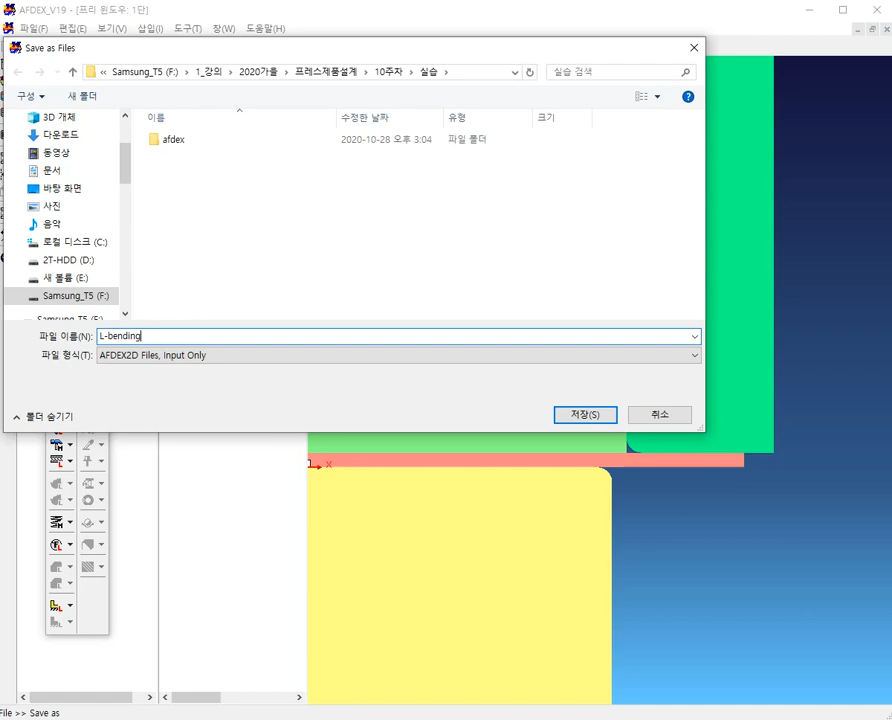 AFDEX_V19 - [프리 윈도우: 1단]
파일(F) 편집(E) 보기(V) 삽입(I) 도구(T) 창(W) 도움말(H)
Save as Files
« Samsung_T5 (F:) › 1_강의 › 2020가을 › 프레스제품설계 › 10주차 › 실습 ›
실습 검색
구성 새 폴더
이름 수정한 날짜 유형 크기
afdex 2020-10-28 오후 3:04 파일 폴더
3D 개체
다운로드
동영상
문서
바탕 화면
사진
음악
로컬 디스크 (C:)
2T-HDD (D:)
새 볼륨 (E:)
Samsung_T5 (F:)
Samsung_T5 (F:)
파일 이름(N): L-bending
파일 형식(T): AFDEX2D Files, Input Only
폴더 숨기기
저장(S) 취소
X
File >> Save as